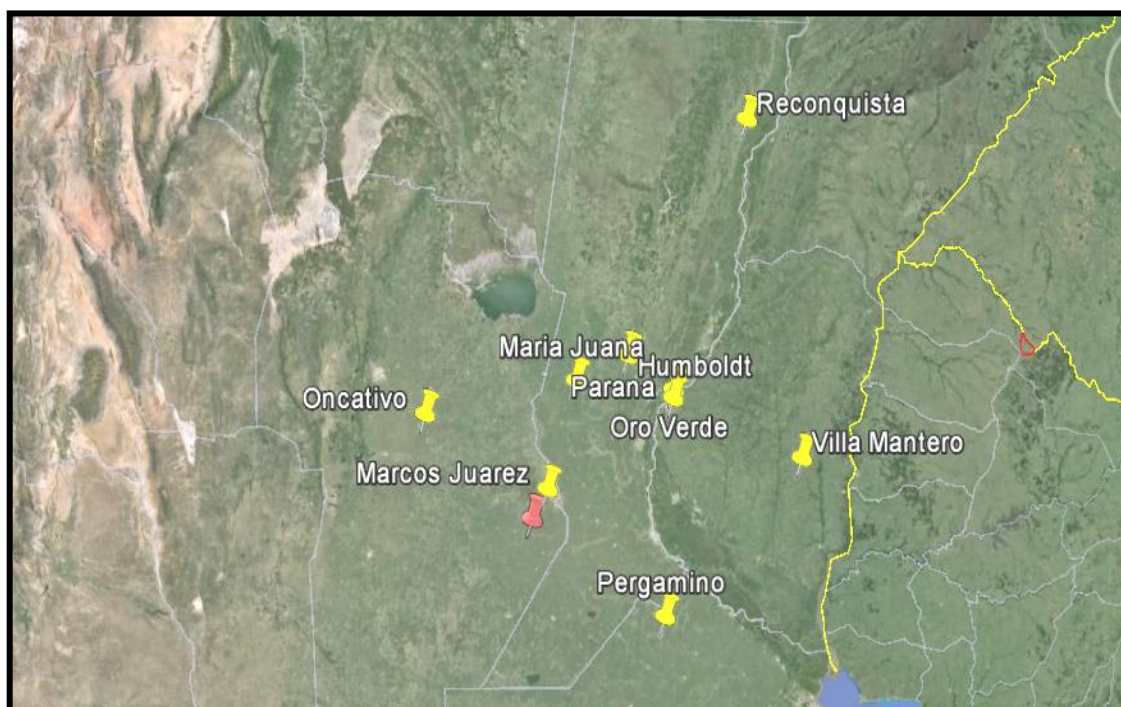 Reconquista
Maria Juana
Humboldt
Parana
Oncativo
Oro Verde
Villa Mantero
Marcos Juarez
Pergamino